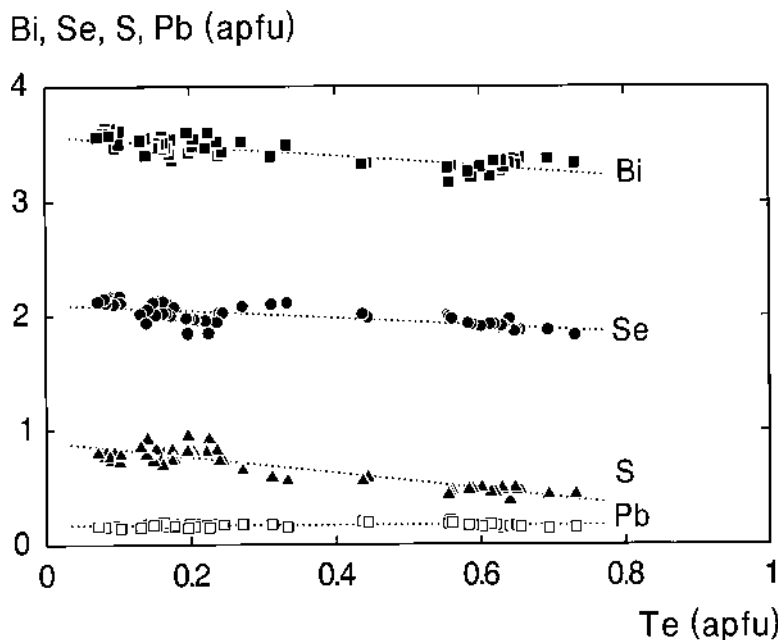 Bi, Se, S, Pb (apfu)
4
Bi
3
2
Se
1
S
Pb
0
0 0.2 0.4 0.6 0.8 1
Te (apfu)